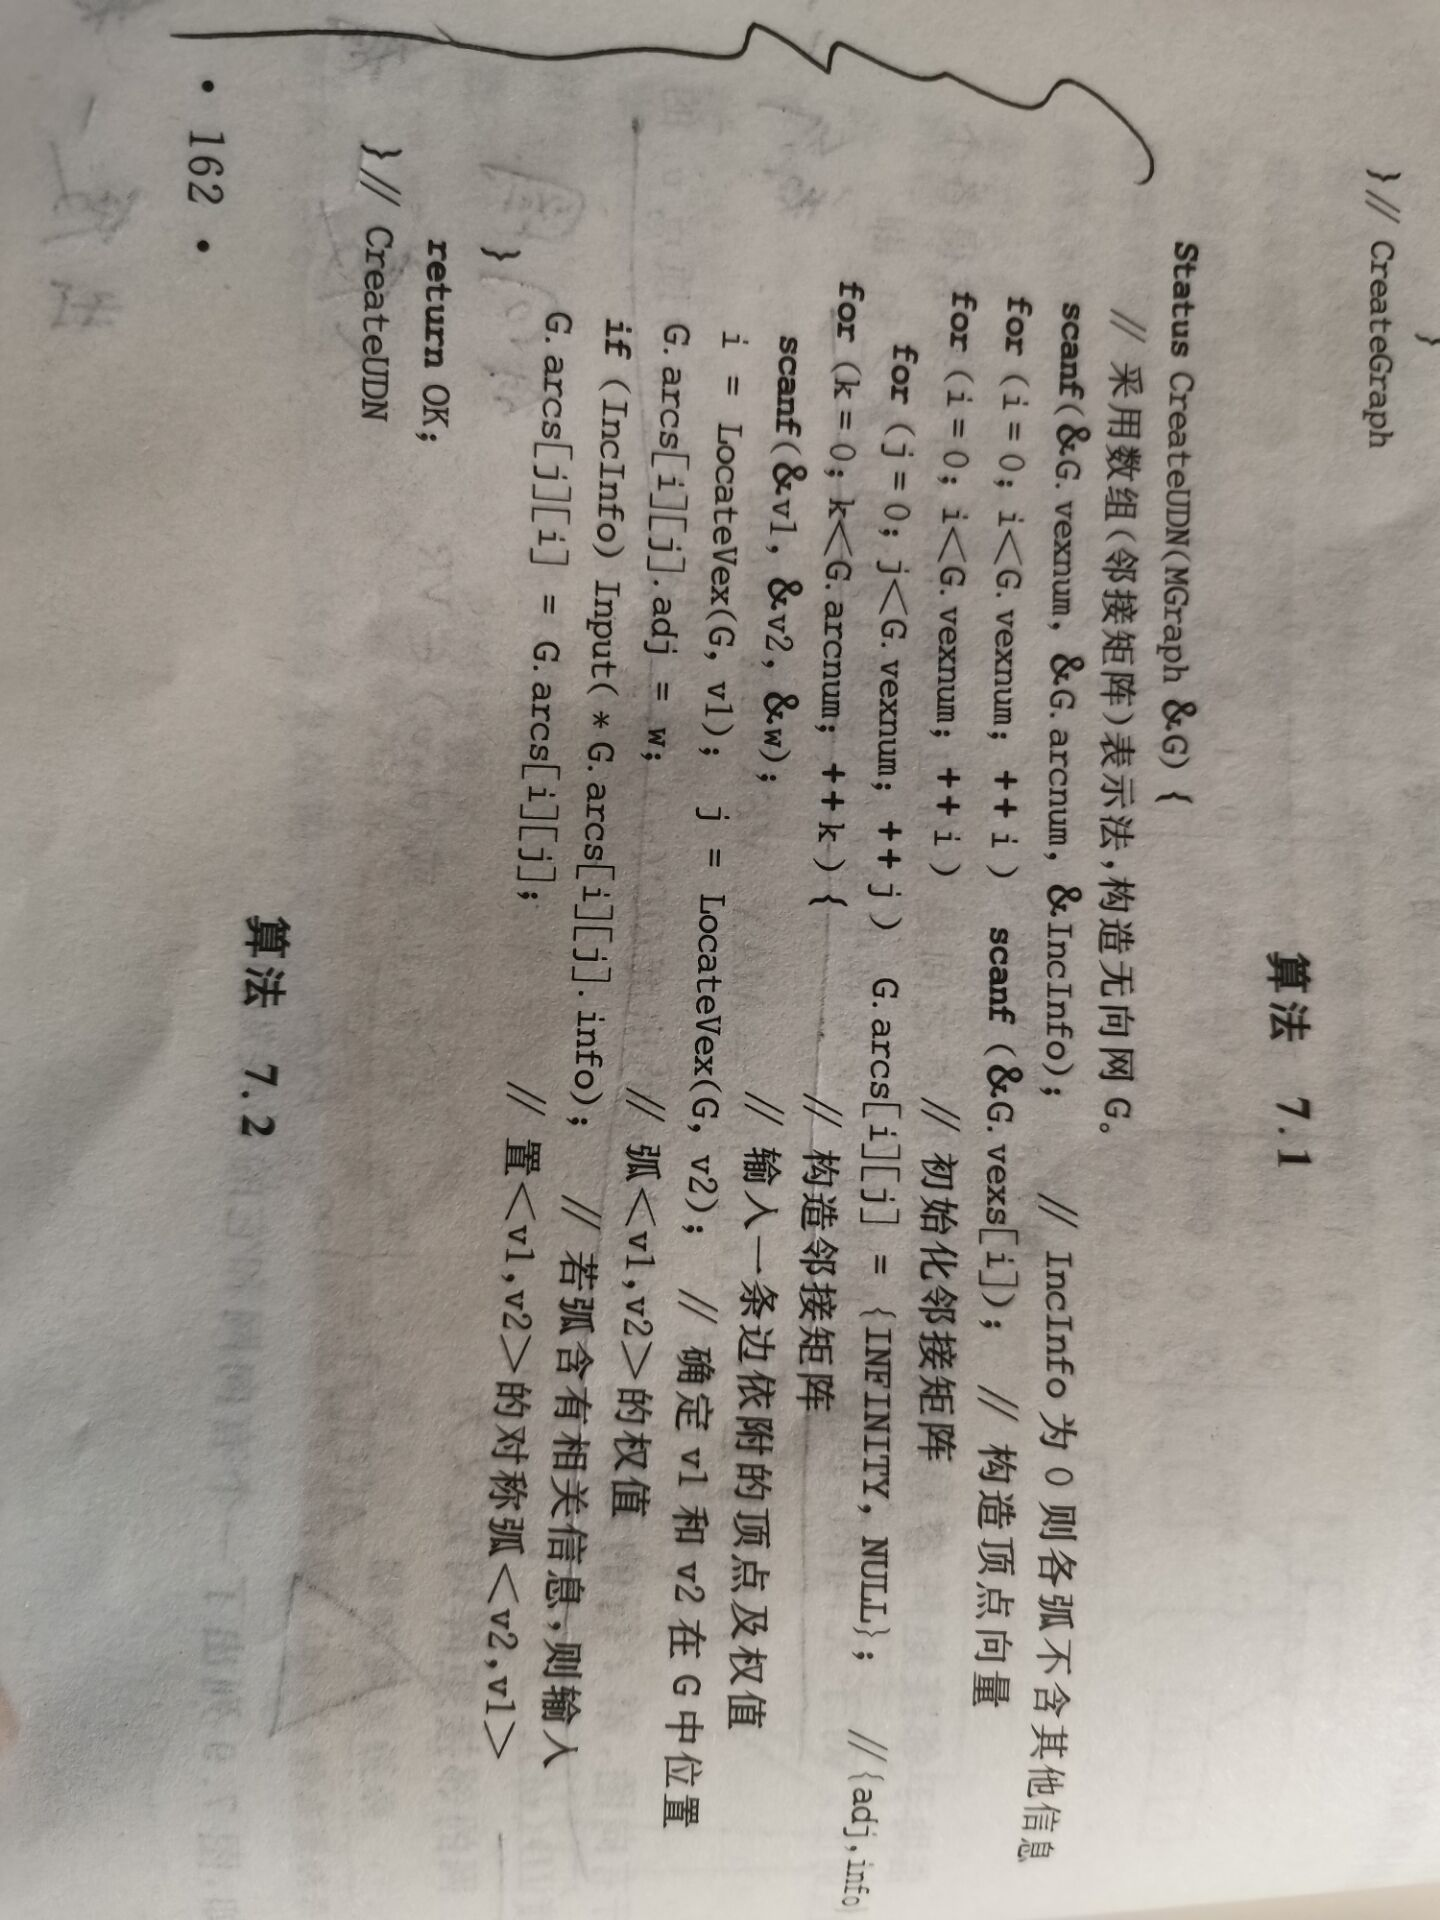 }
}// CreateGraph
算法 7.1
Status CreateUDN(MGraph &G) {
// 采用数组(邻接矩阵)表示法,构造无向网 G。
scanf(&G.vexnum, &G.arcnum, &IncInfo); // IncInfo 为 0 则各弧不含其他信息
for (i=0; i<G.vexnum; ++i) scanf (&G.vexs[i]); // 构造顶点向量
for (i=0; i<G.vexnum; ++i) // 初始化邻接矩阵
for (j=0; j<G.vexnum; ++j) G.arcs[i][j] = {INFINITY, NULL}; //{adj,info}
for (k=0; k<G.arcnum; ++k) { // 构造邻接矩阵
scanf(&v1, &v2, &w); // 输入一条边依附的顶点及权值
i = LocateVex(G, v1); j = LocateVex(G, v2); // 确定 v1 和 v2 在 G 中位置
G.arcs[i][j].adj = w; // 弧<v1,v2>的权值
if (IncInfo) Input(*G.arcs[i][j].info); // 若弧含有相关信息,则输入
G.arcs[j][i] = G.arcs[i][j]; // 置<v1,v2>的对称弧<v2,v1>
}
return OK;
}// CreateUDN
算法 7.2
• 162 •